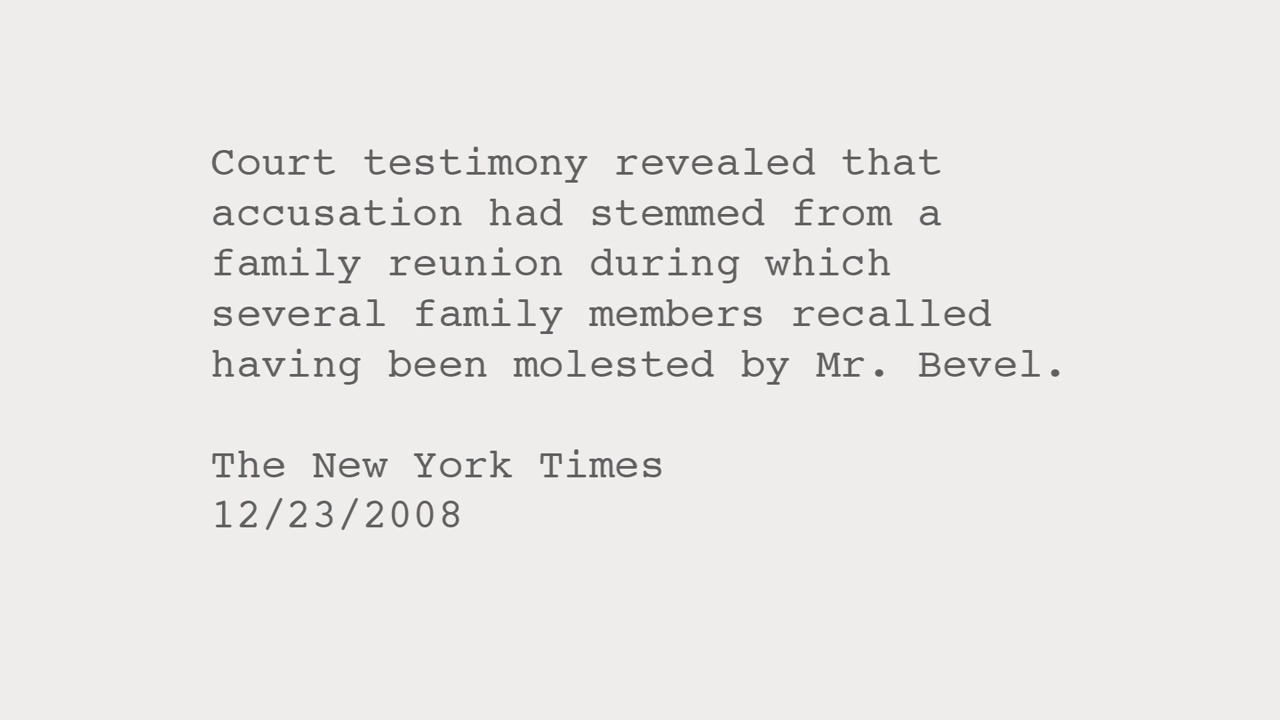 Court testimony revealed that
accusation had stemmed from a
family reunion during which
several family members recalled
having been molested by Mr. Bevel.
The New York Times
12/23/2008